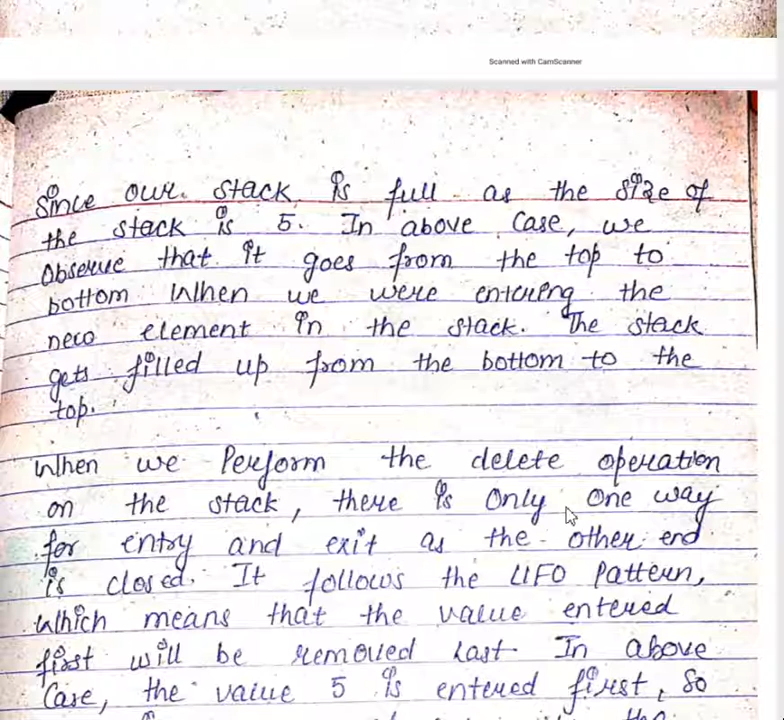 Scanned with CamScanner
Since our stack is full as the size of
the stack is 5. In above case, we
observe that it goes from the top to
bottom when we were entering the
new element in the stack. The stack
gets filled up from the bottom to the
top.
When we Perform the delete operation
on the stack, there is only one way
for entry and exit as the other end
is closed. It follows the LIFO Pattern,
which means that the value entered
first will be removed last. In above
case, the value 5 is entered first, so
the